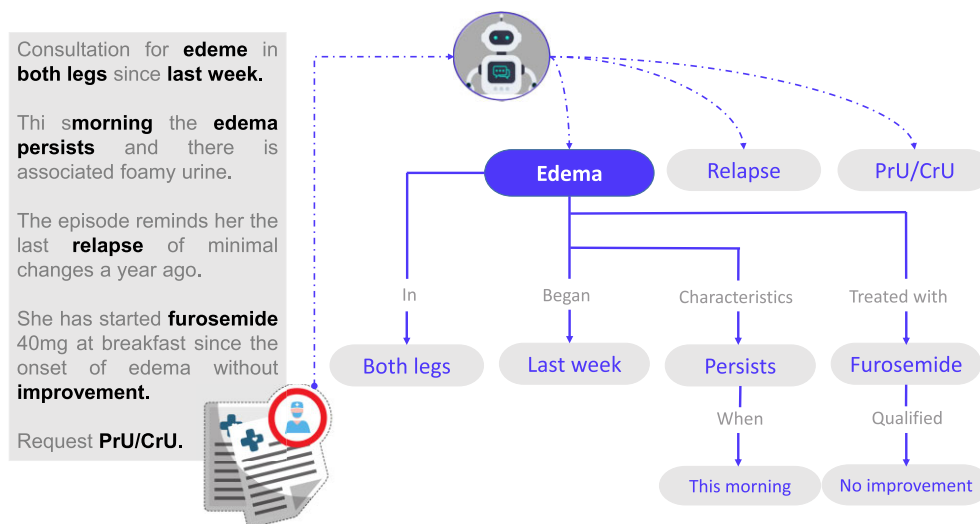 Consultation for edeme in
both legs since last week.
Thi smorning the edema
persists and there is
associated foamy urine.
The episode reminds her the
last relapse of minimal
changes a year ago.
She has started furosemide
40mg at breakfast since the
onset of edema without
improvement.
Request PrU/CrU.
Edema
Relapse
PrU/CrU
In
Began
Characteristics
Treated with
Both legs
Last week
Persists
Furosemide
When
Qualified
This morning
No improvement